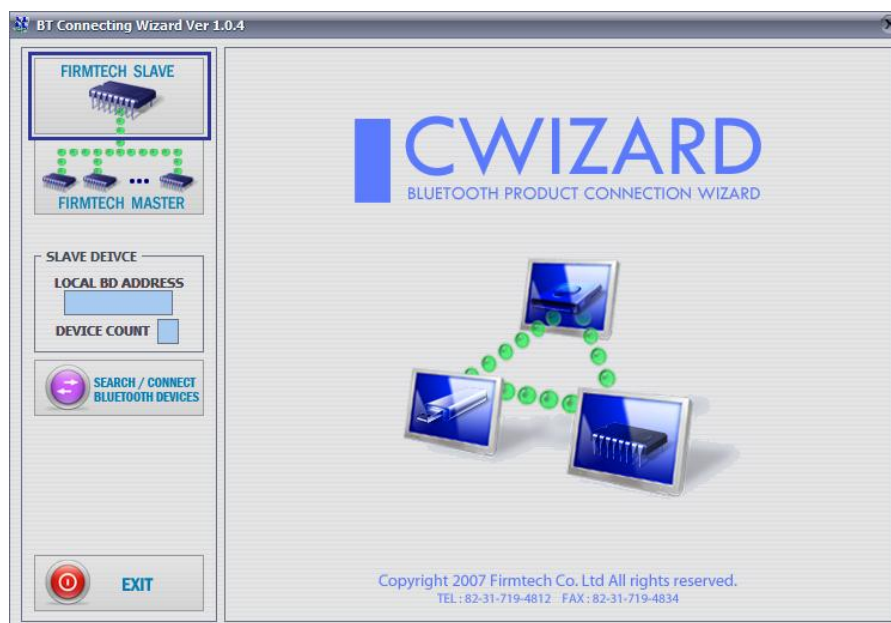 BT Connecting Wizard Ver 1.0.4
FIRMTECH SLAVE
FIRMTECH MASTER
SLAVE DEIVCE
LOCAL BD ADDRESS
DEVICE COUNT
SEARCH / CONNECT
BLUETOOTH DEVICES
EXIT
CWIZARD
BLUETOOTH PRODUCT CONNECTION WIZARD
Copyright 2007 Firmtech Co. Ltd All rights reserved.
TEL : 82-31-719-4812 FAX : 82-31-719-4834